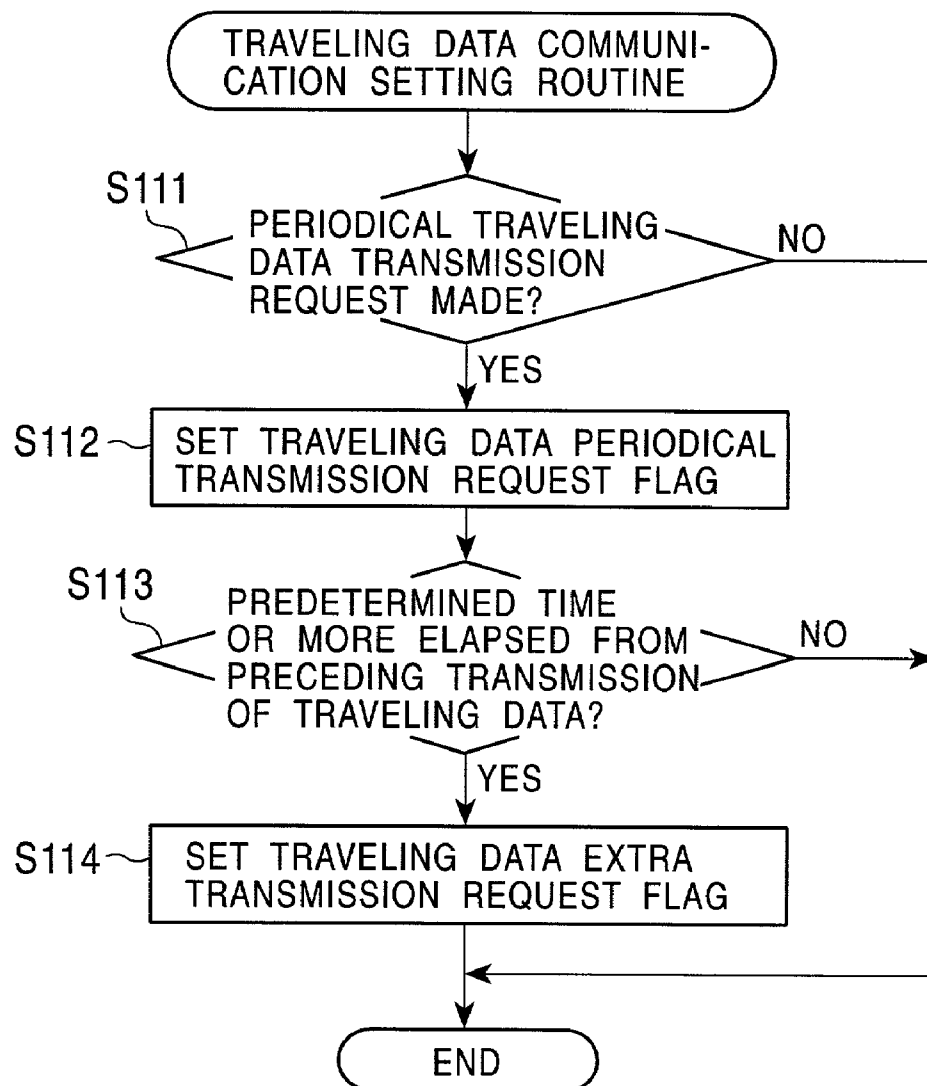 TRAVELING DATA COMMUNI-
CATION SETTING ROUTINE
S111
PERIODICAL TRAVELING
DATA TRANSMISSION
REQUEST MADE?
NO
YES
S112
SET TRAVELING DATA PERIODICAL
TRANSMISSION REQUEST FLAG
S113
PREDETERMINED TIME
OR MORE ELAPSED FROM
PRECEDING TRANSMISSION
OF TRAVELING DATA?
NO
YES
S114
SET TRAVELING DATA EXTRA
TRANSMISSION REQUEST FLAG
END